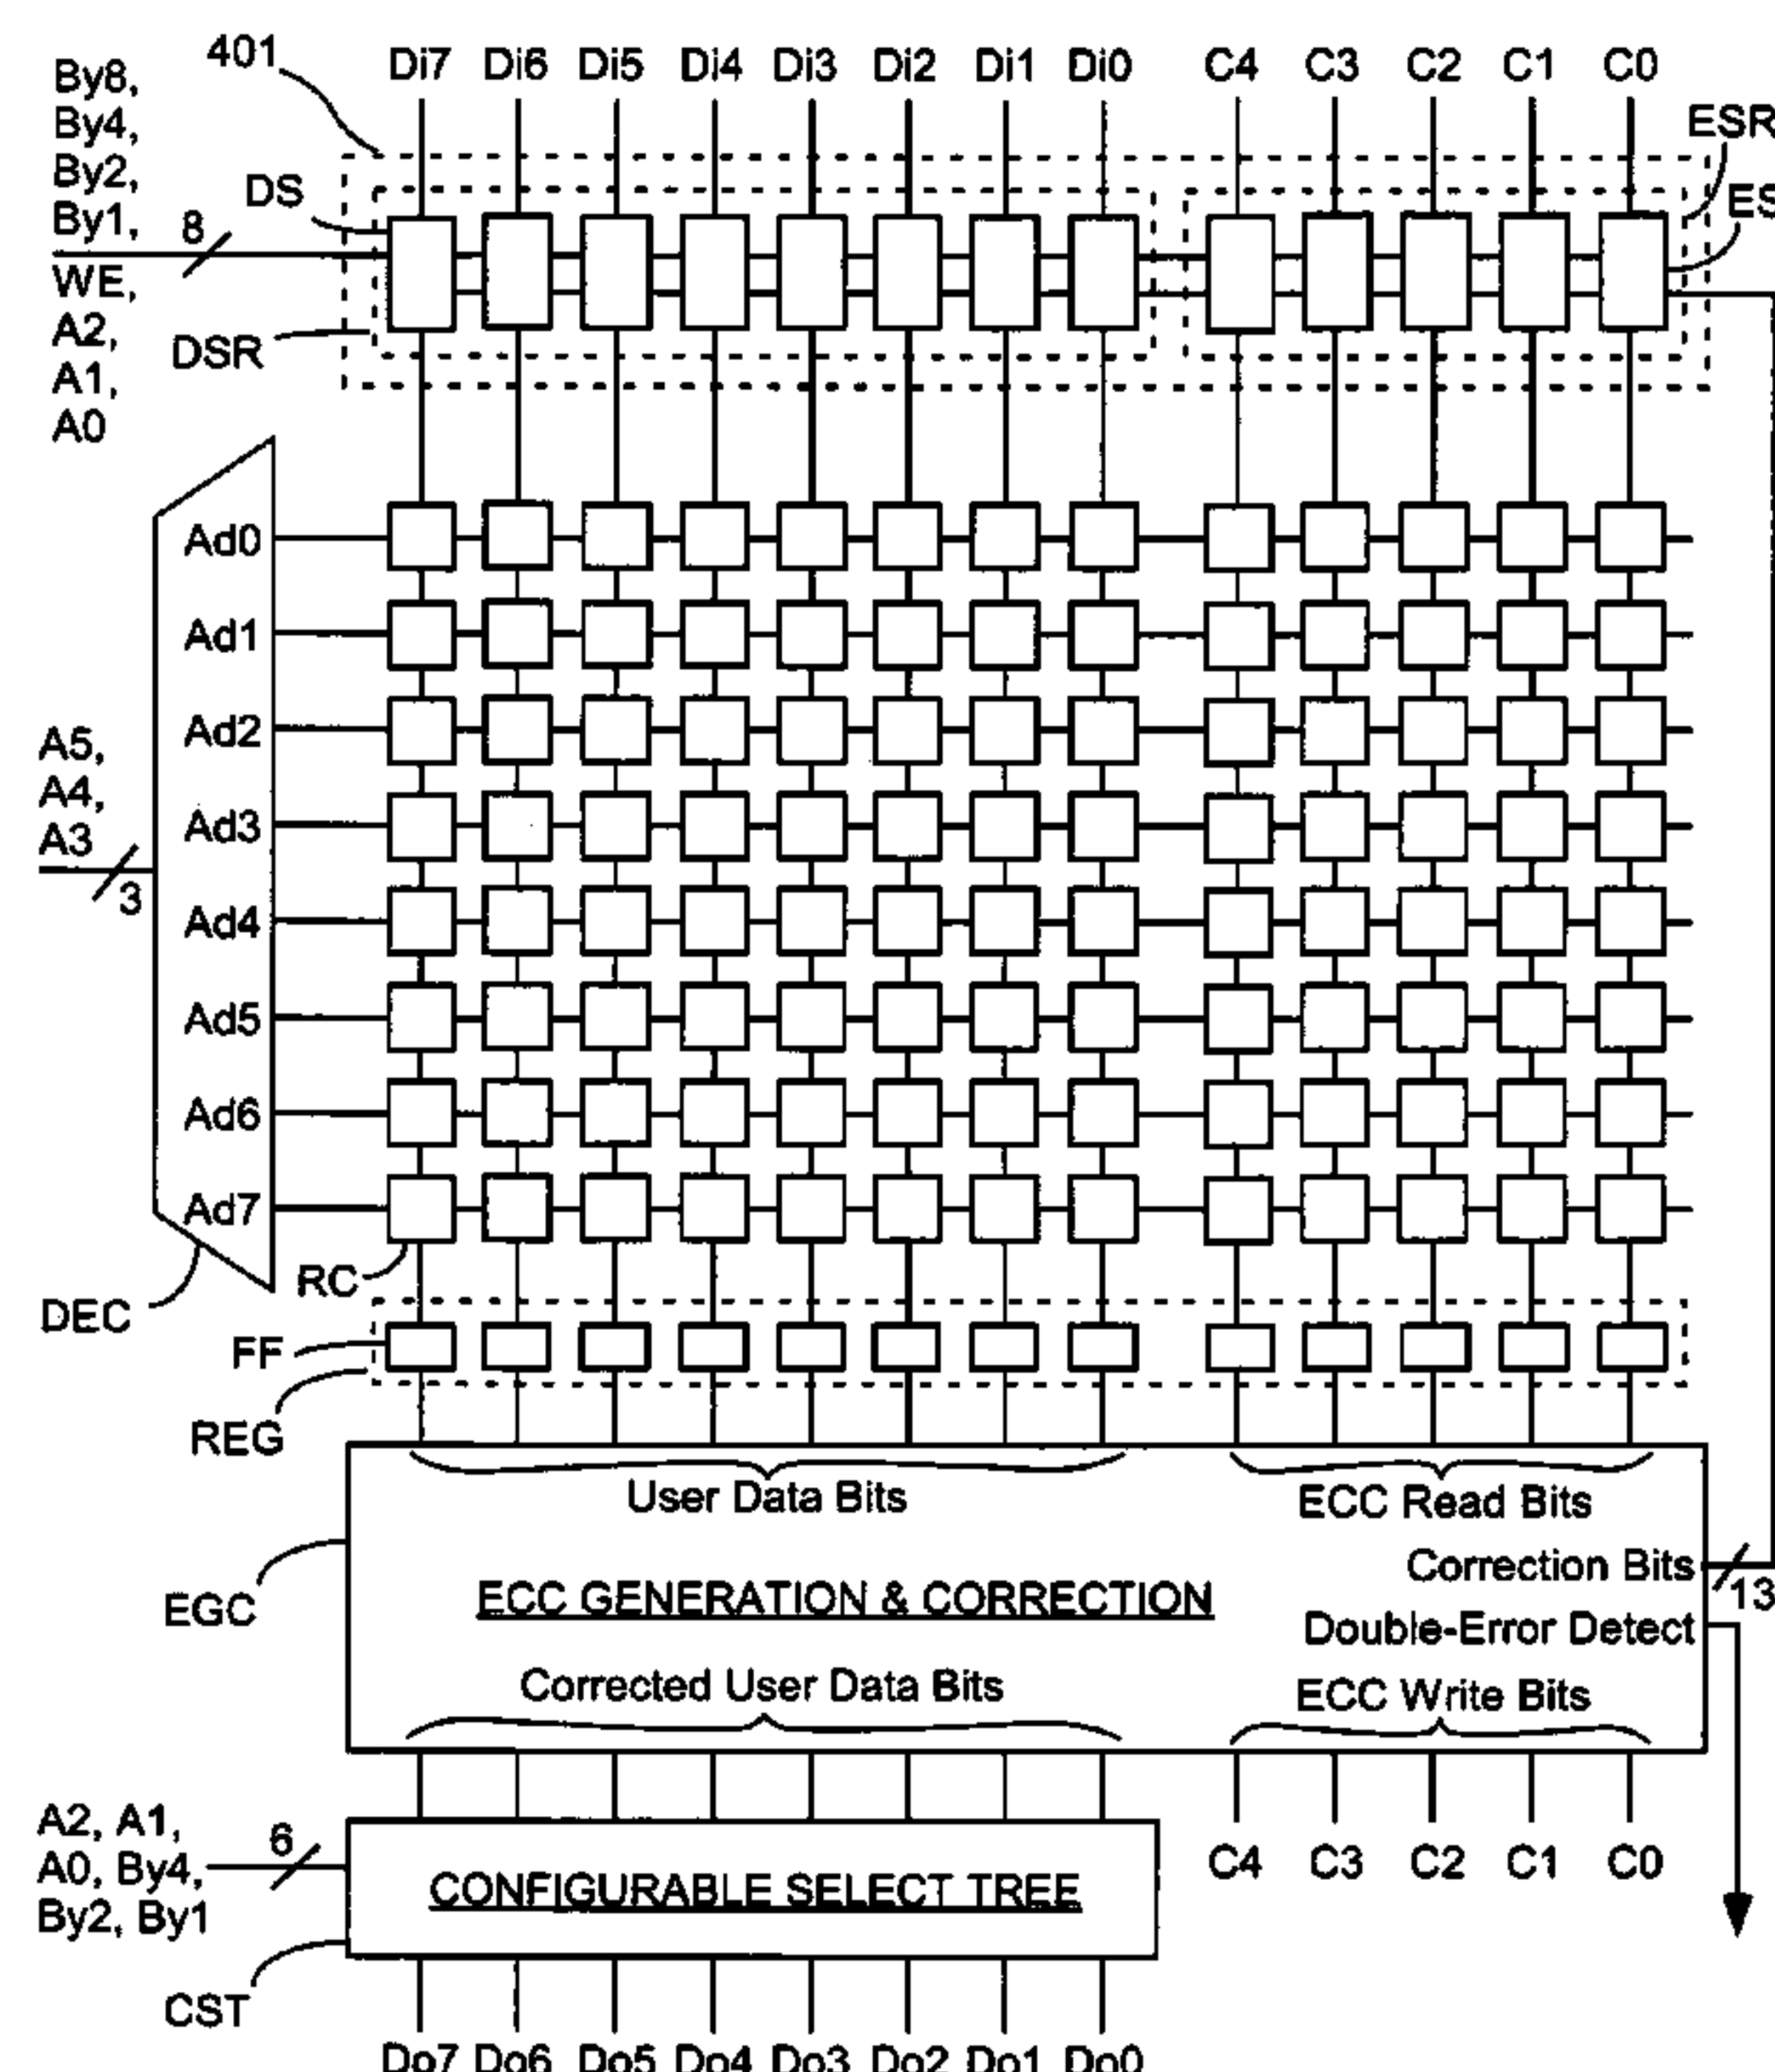 401
Di7 Di6 Di5 Di4 Di3 Di2 Di1 Di0 C4 C3 C2 C1 C0
By8,
By4,
By2,
By1,
8
WE,
A2,
A1,
A0
DS
DSR
ESR
ES
Ad0
Ad1
Ad2
Ad3
Ad4
Ad5
Ad6
Ad7
A5,
A4,
A3
3
DEC
RC
FF
REG
User Data Bits
ECC Read Bits
Correction Bits
13
EGC
ECC GENERATION & CORRECTION
Double-Error Detect
Corrected User Data Bits
ECC Write Bits
A2, A1,
A0, By4,
By2, By1
6
C4 C3 C2 C1 C0
CONFIGURABLE SELECT TREE
CST
Do7 Do6 Do5 Do4 Do3 Do2 Do1 Do0